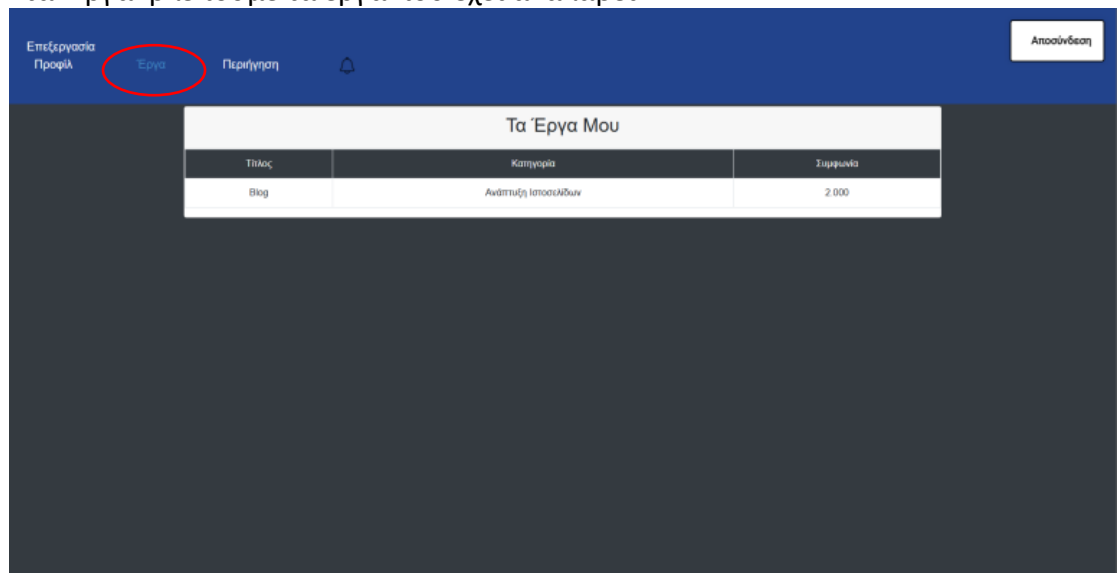 Επεξεργασία
Προφίλ Έργα Περιήγηση
Αποσύνδεση
Τα Έργα Μου
Τίτλος Κατηγορία Συμφωνία
Blog Ανάπτυξη Ιστοσελίδων 2.000